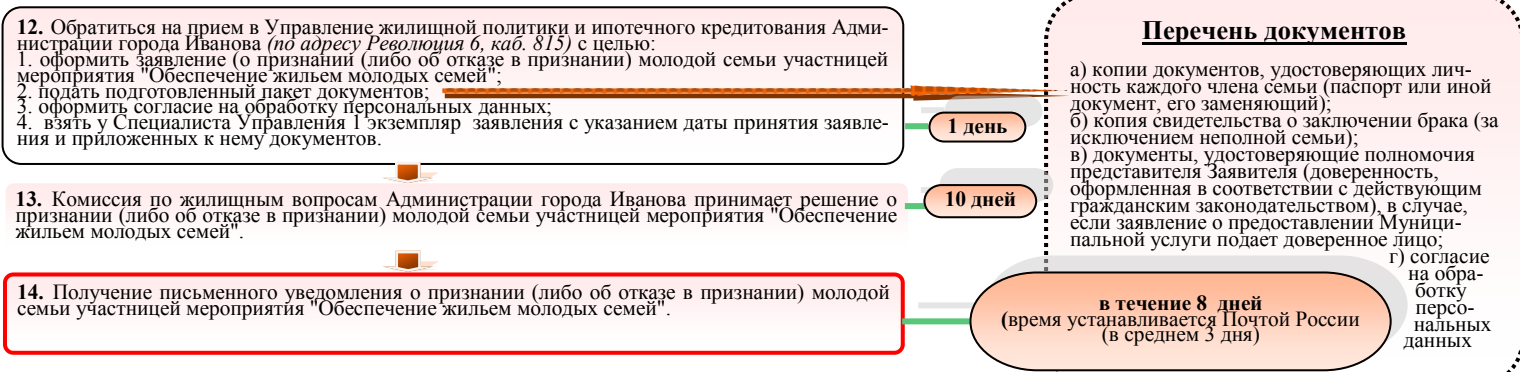 12. Обратиться на прием в Управление жилищной политики и ипотечного кредитования Адми-
нистрации города Иванова (по адресу Революция 6, каб. 815) с целью:
1. оформить заявление (о признании (либо об отказе в признании) молодой семьи участницей
мероприятия "Обеспечение жильем молодых семей";
2. подать подготовленный пакет документов;
3. оформить согласие на обработку персональных данных;
4. взять у Специалиста Управления 1 экземпляр заявления с указанием даты принятия заявле-
ния и приложенных к нему документов.
1 день
13. Комиссия по жилищным вопросам Администрации города Иванова принимает решение о
признании (либо об отказе в признании) молодой семьи участницей мероприятия "Обеспечение
жильем молодых семей".
10 дней
14. Получение письменного уведомления о признании (либо об отказе в признании) молодой
семьи участницей мероприятия "Обеспечение жильем молодых семей".
в течение 8 дней
(время устанавливается Почтой России
(в среднем 3 дня)
Перечень документов
а) копии документов, удостоверяющих лич-
ность каждого члена семьи (паспорт или иной
документ, его заменяющий);
б) копия свидетельства о заключении брака (за
исключением неполной семьи);
в) документы, удостоверяющие полномочия
представителя Заявителя (доверенность,
оформленная в соответствии с действующим
гражданским законодательством), в случае,
если заявление о предоставлении Муници-
пальной услуги подает доверенное лицо;
г) согласие
на обра-
ботку
персо-
нальных
данных